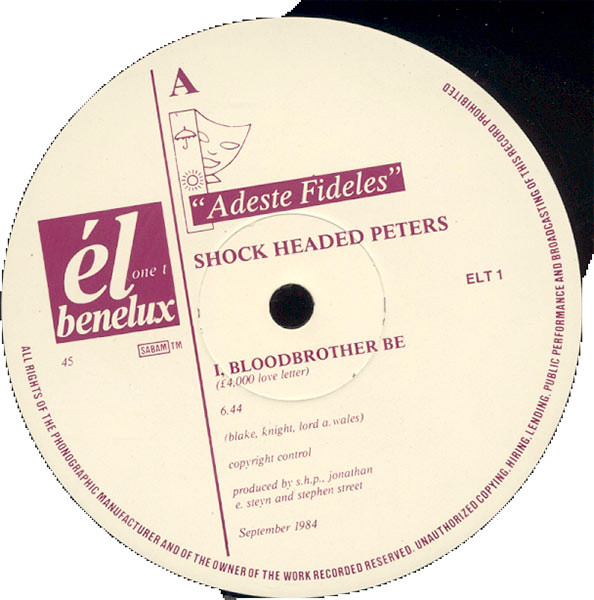 A
"Adeste Fideles"
SHOCK HEADED PETERS
él
one t
benelux
ELT 1
45
SABAM TM
I, BLOODBROTHER BE
(£4,000 love letter)
6.44
(blake, knight, lord a. wales)
copyright control
produced by s.h.p., jonathan
e. steyn and stephen street
September 1984
ALL RIGHTS OF THE PHONOGRAPHIC MANUFACTURER AND OF THE OWNER OF THE WORK RECORDED RESERVED. UNAUTHORIZED COPYING, HIRING, LENDING, PUBLIC PERFORMANCE AND BROADCASTING OF THIS RECORD PROHIBITED